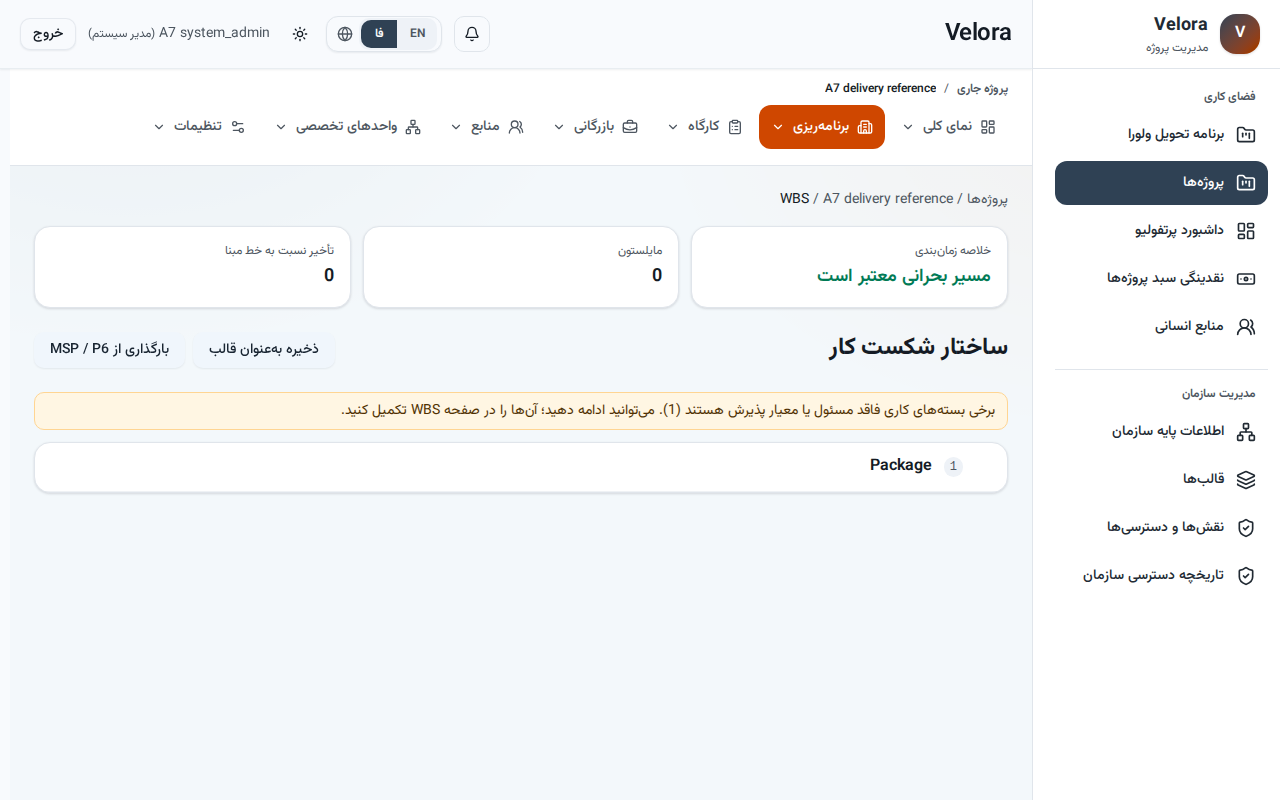 Velora
مدیریت پروژه
V
Velora
EN
فا
A7 system_admin (مدیر سیستم)
خروج
فضای کاری
برنامه تحویل ولورا
پروژه‌ها
داشبورد پرتفولیو
نقدینگی سبد پروژه‌ها
منابع انسانی
مدیریت سازمان
اطلاعات پایه سازمان
قالب‌ها
نقش‌ها و دسترسی‌ها
تاریخچه دسترسی سازمان
پروژه جاری / A7 delivery reference
نمای کلی
برنامه‌ریزی
کارگاه
بازرگانی
منابع
واحدهای تخصصی
تنظیمات
پروژه‌ها / A7 delivery reference / WBS
خلاصه زمان‌بندی
مسیر بحرانی معتبر است
مایلستون
0
تأخیر نسبت به خط مبنا
0
ساختار شکست کار
ذخیره به‌عنوان قالب
بارگذاری از MSP / P6
برخی بسته‌های کاری فاقد مسئول یا معیار پذیرش هستند (1). می‌توانید ادامه دهید؛ آن‌ها را در صفحه WBS تکمیل کنید.
1 Package